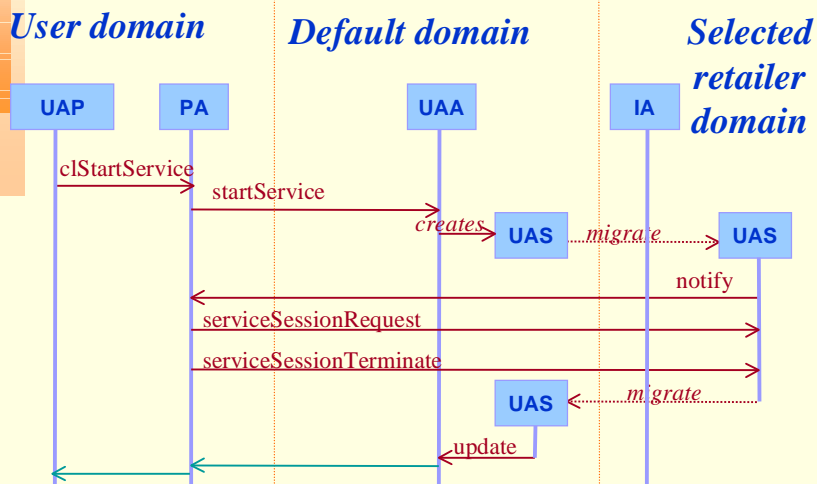 User domain
Default domain
Selected
retailer
domain
UAP
PA
UAA
IA
clStartService
startService
creates
UAS
migrate
UAS
notify
serviceSessionRequest
serviceSessionTerminate
UAS
migrate
update